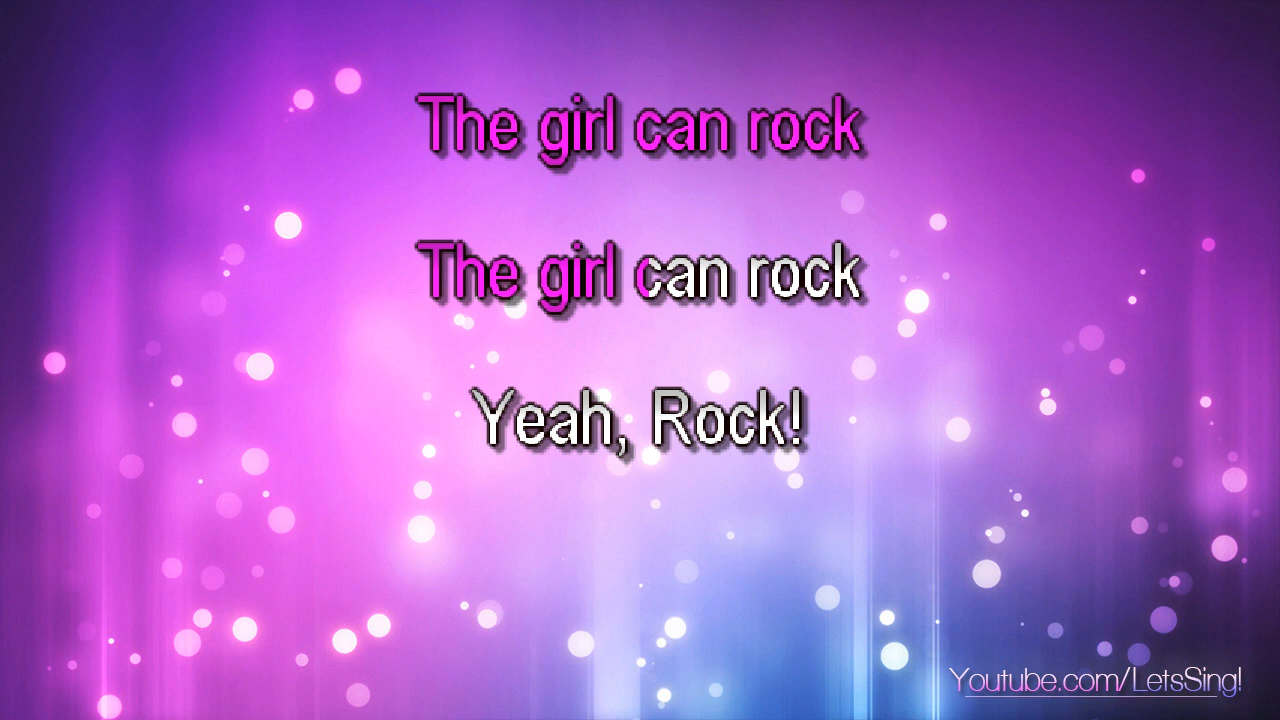 The girl can rock
The girl can rock
Yeah, Rock!
Youtube.com/LetsSing!